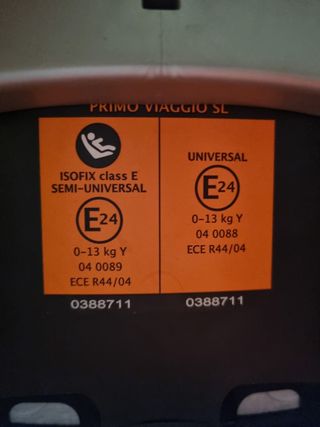 PRIMO VIAGGIO SL
ISOFIX class E
SEMI-UNIVERSAL
E24
0-13 kg Y
04 0089
ECE R44/04
0388711
UNIVERSAL
E24
0-13 kg Y
04 0088
ECE R44/04
0388711